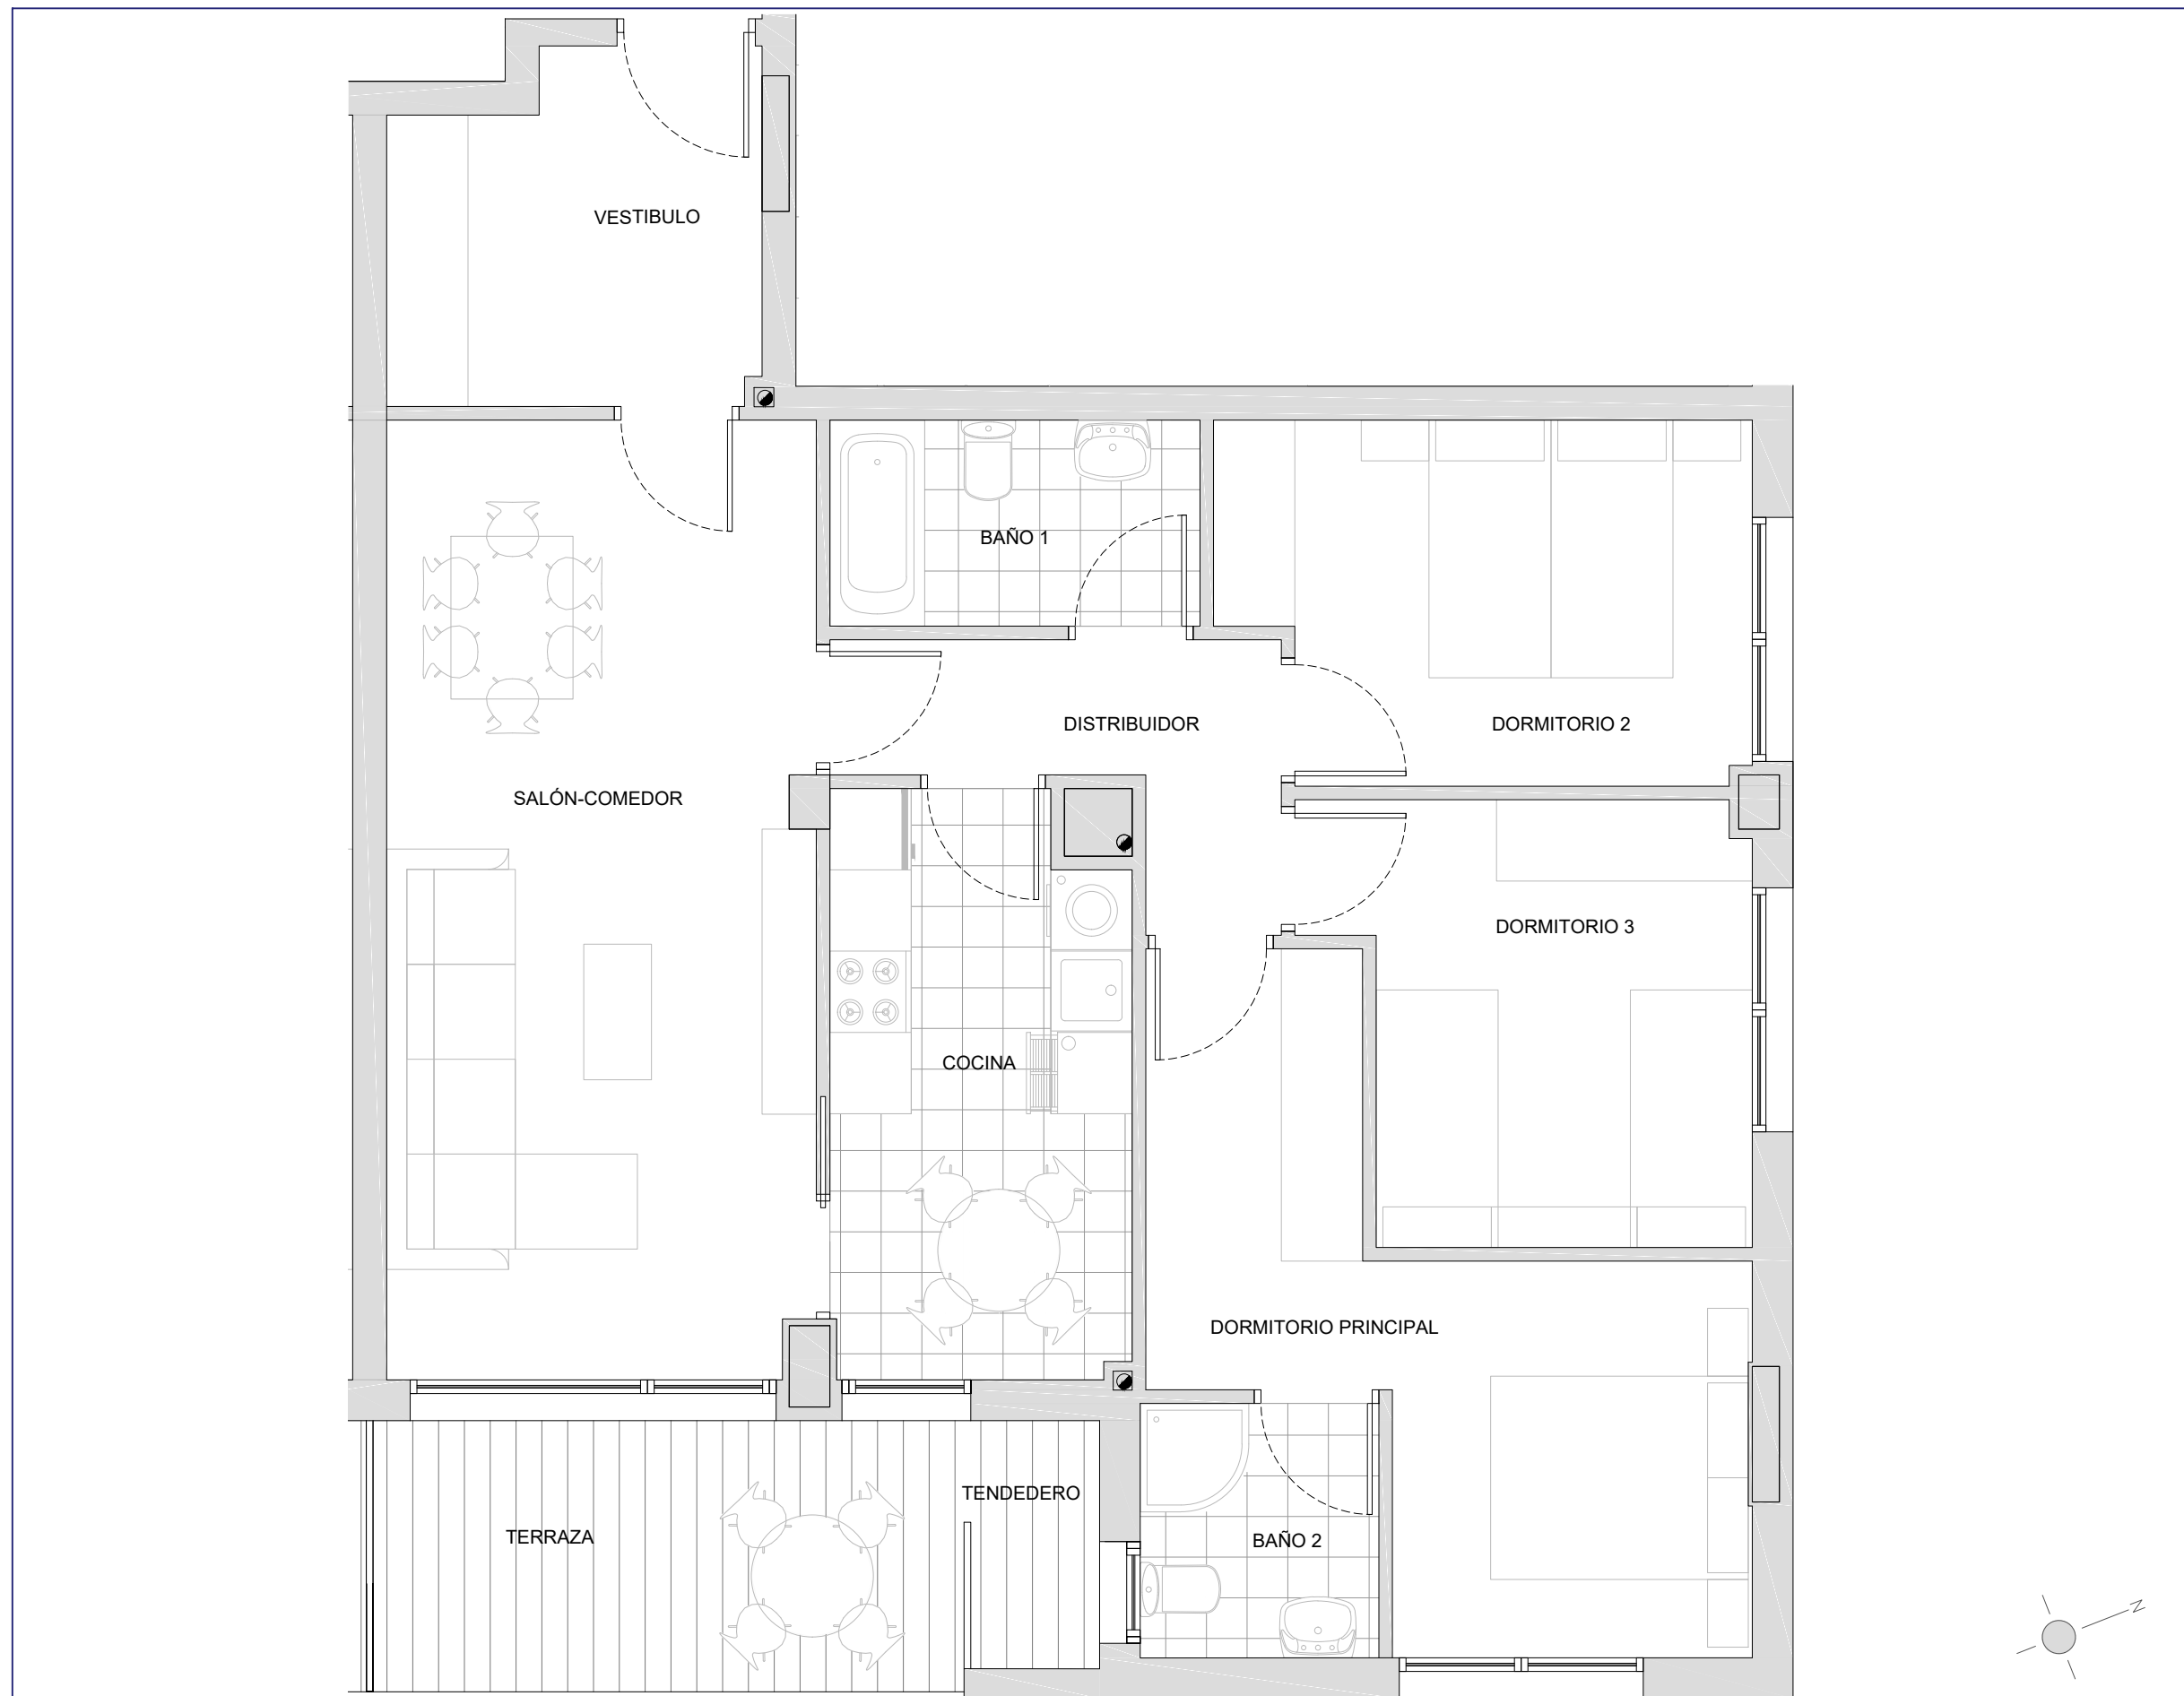 VESTIBULO
BAÑO 1
DISTRIBUIDOR
DORMITORIO 2
SALÓN-COMEDOR
DORMITORIO 3
COCINA
DORMITORIO PRINCIPAL
TENDEDERO
TERRAZA
BAÑO 2
N